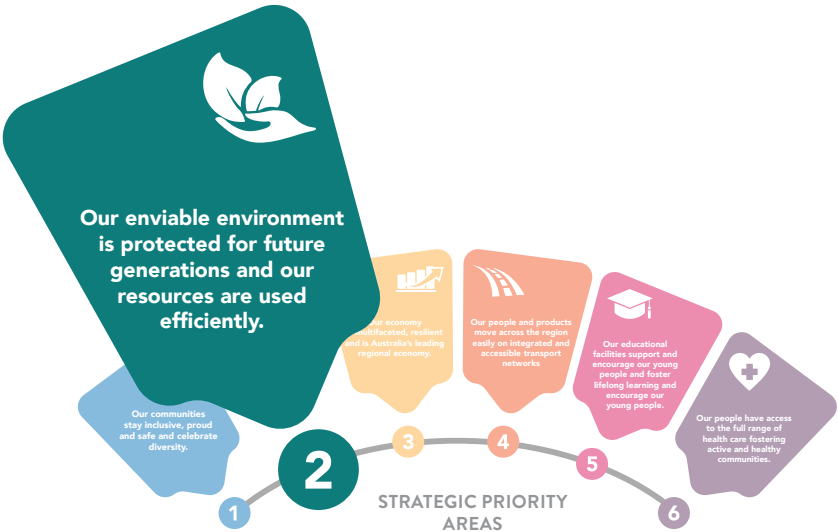 Our enviable environment
is protected for future
generations and our
resources are used
efficiently.
Our communities
stay inclusive, proud
and safe and celebrate
diversity.
economy
resilient
and is Australia's leading
regional economy.
Our people and products
move across the region
easily on integrated and
accessible transport
networks
Our educational
facilities support and
encourage our young
people and foster
lifelong learning and
encourage our
young people.
Our people have access
to the full range of
health care fostering
active and healthy
communities.
1
2
3
4
5
6
STRATEGIC PRIORITY
AREAS